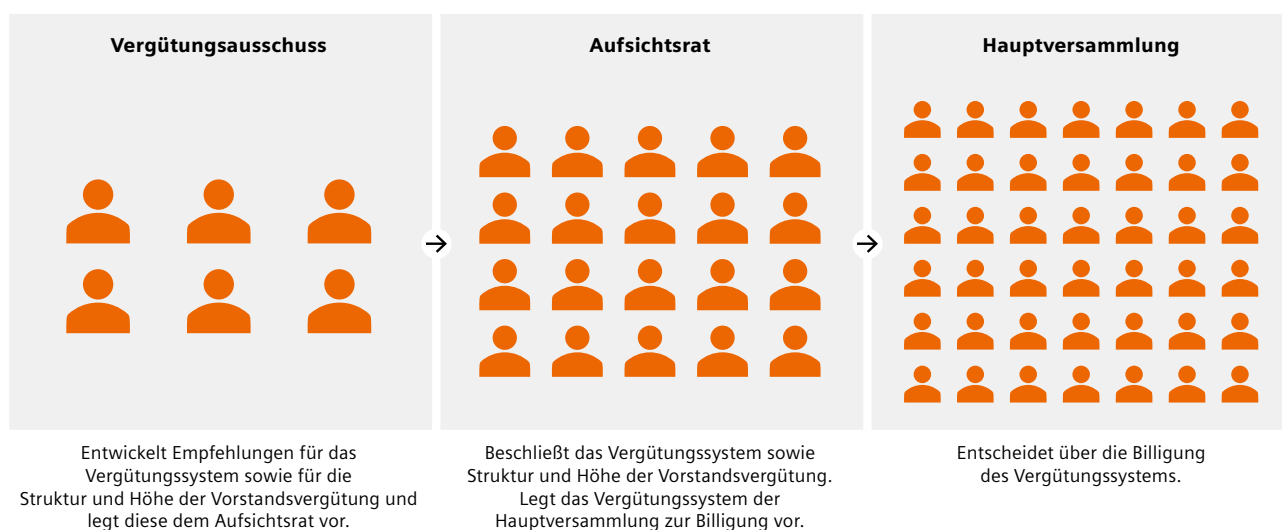 Vergütungsausschuss
Entwickelt Empfehlungen für das
Vergütungssystem sowie für die
Struktur und Höhe der Vorstandsvergütung und
legt diese dem Aufsichtsrat vor.
Aufsichtsrat
Beschließt das Vergütungssystem sowie
Struktur und Höhe der Vorstandsvergütung.
Legt das Vergütungssystem der
Hauptversammlung zur Billigung vor.
Hauptversammlung
Entscheidet über die Billigung
des Vergütungssystems.